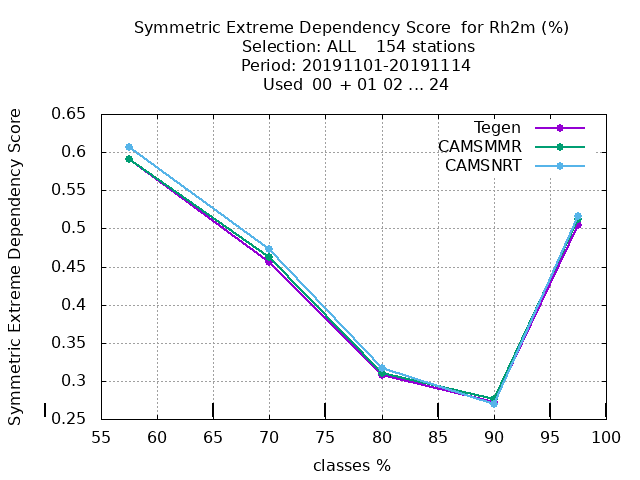 Symmetric Extreme Dependency Score  for Rh2m (%)
Selection: ALL    154 stations
Period: 20191101-20191114
Used  00  + 01 02 ... 24
Symmetric Extreme Dependency Score
0.65
0.6
0.55
0.5
0.45
0.4
0.35
0.3
0.25
Tegen
CAMSMMR
CAMSNRT
55 60 65 70 75 80 85 90 95 100
classes %